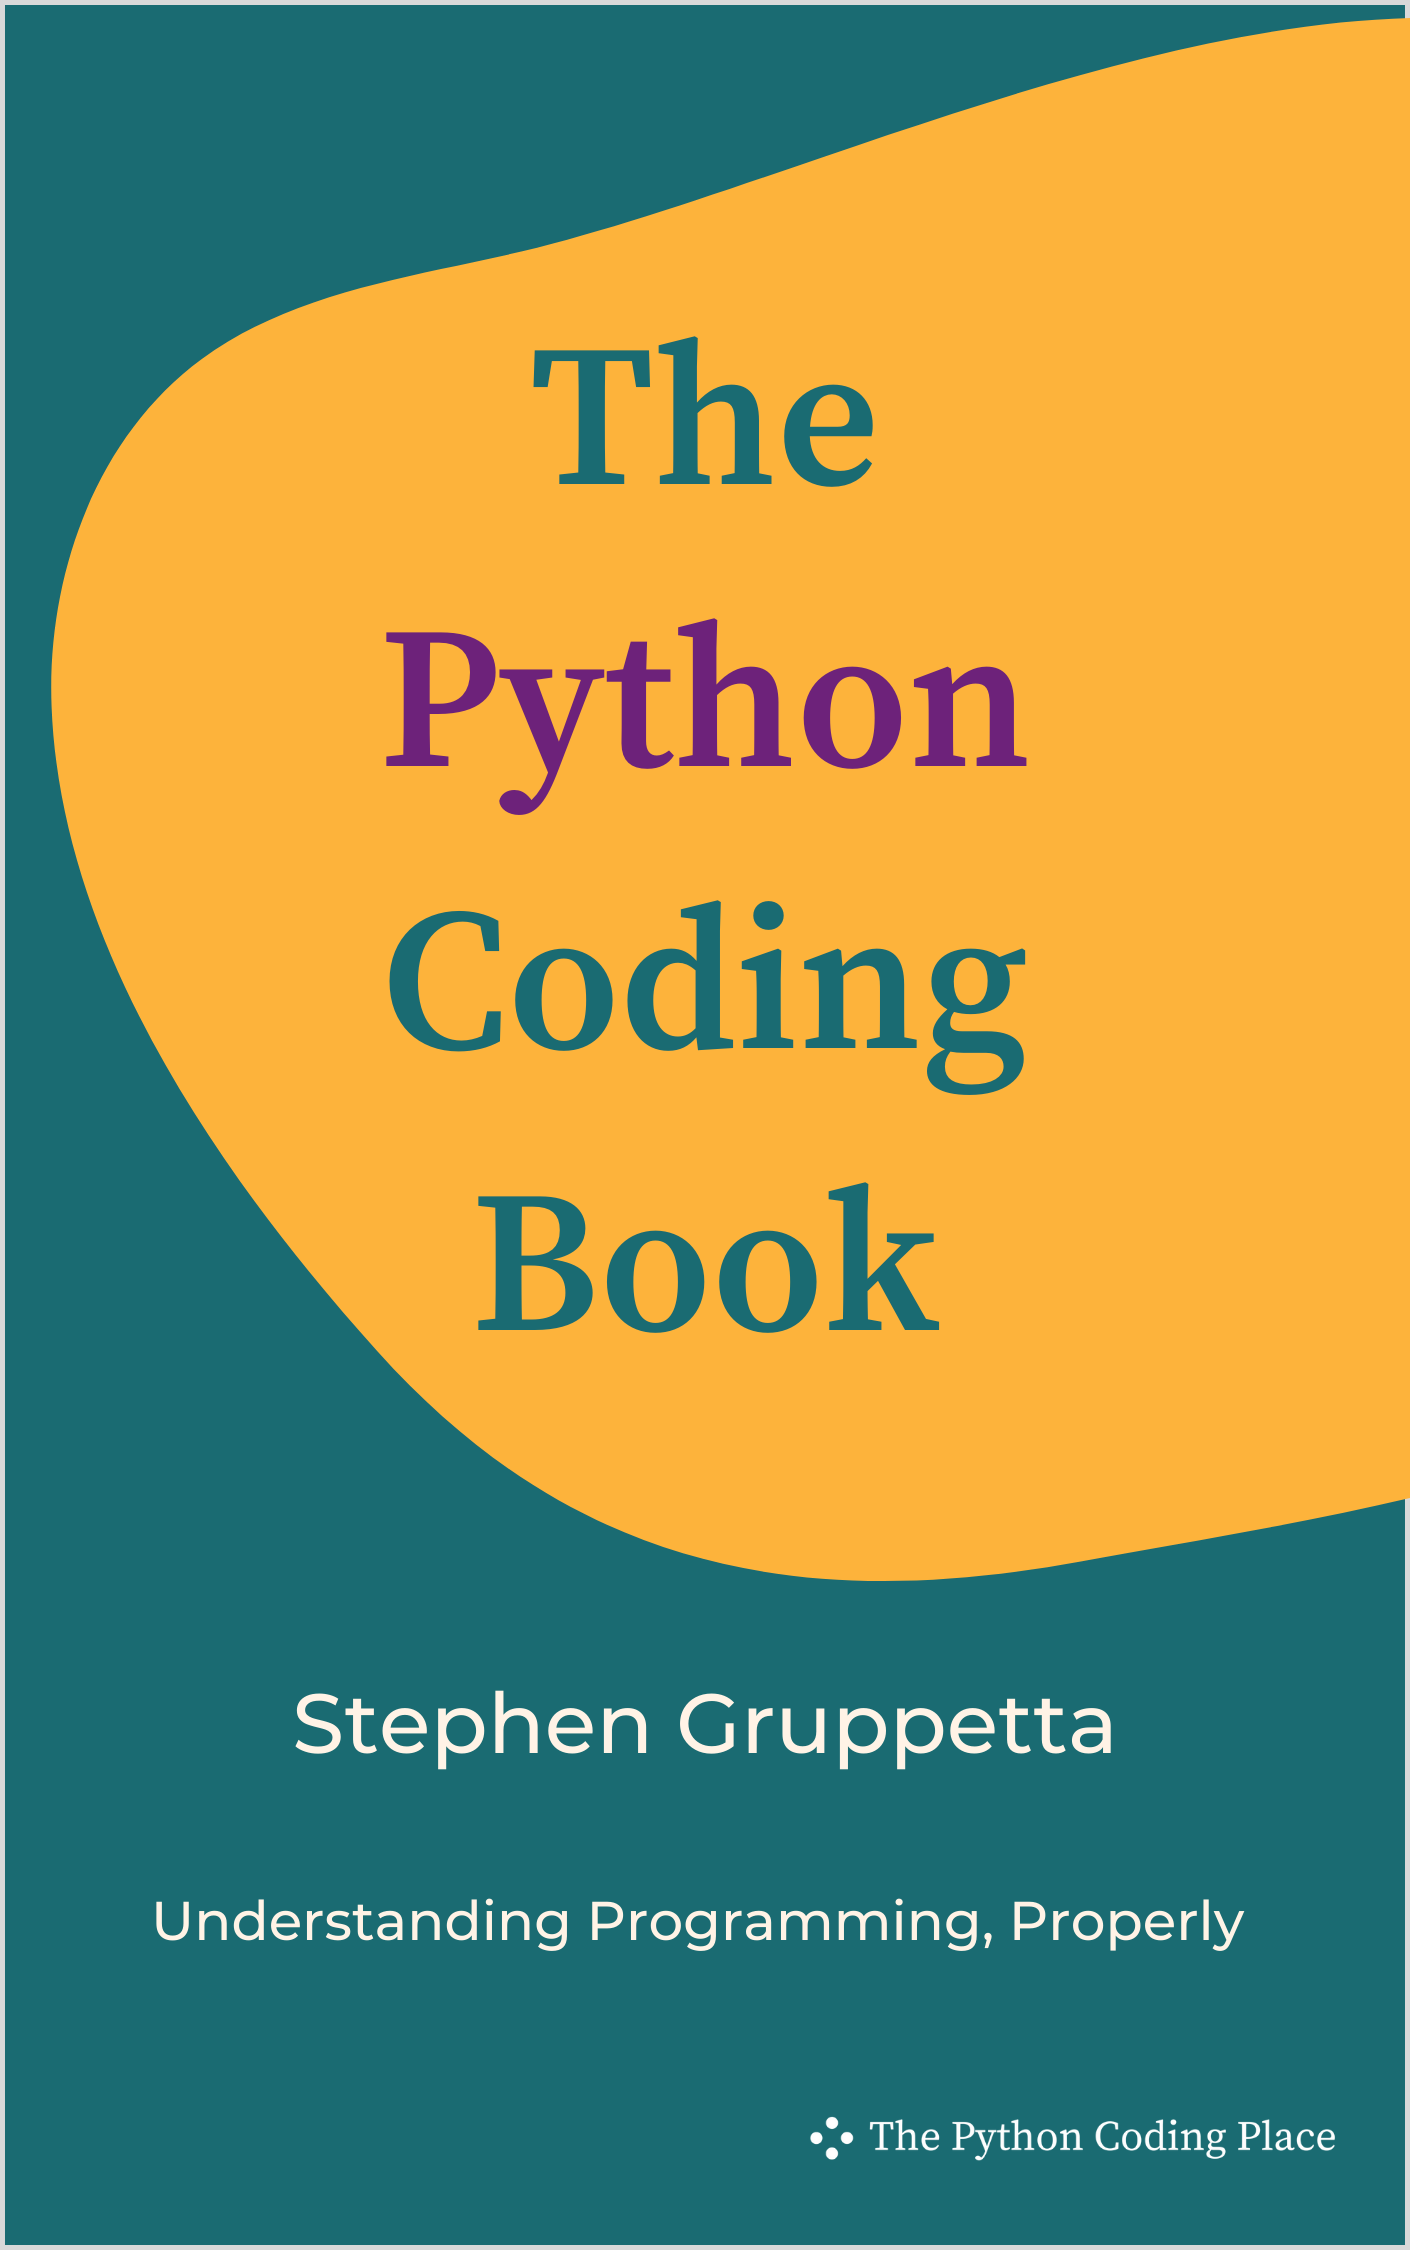 The
Python
Coding
Book
Stephen Gruppetta
Understanding Programming, Properly
The Python Coding Place